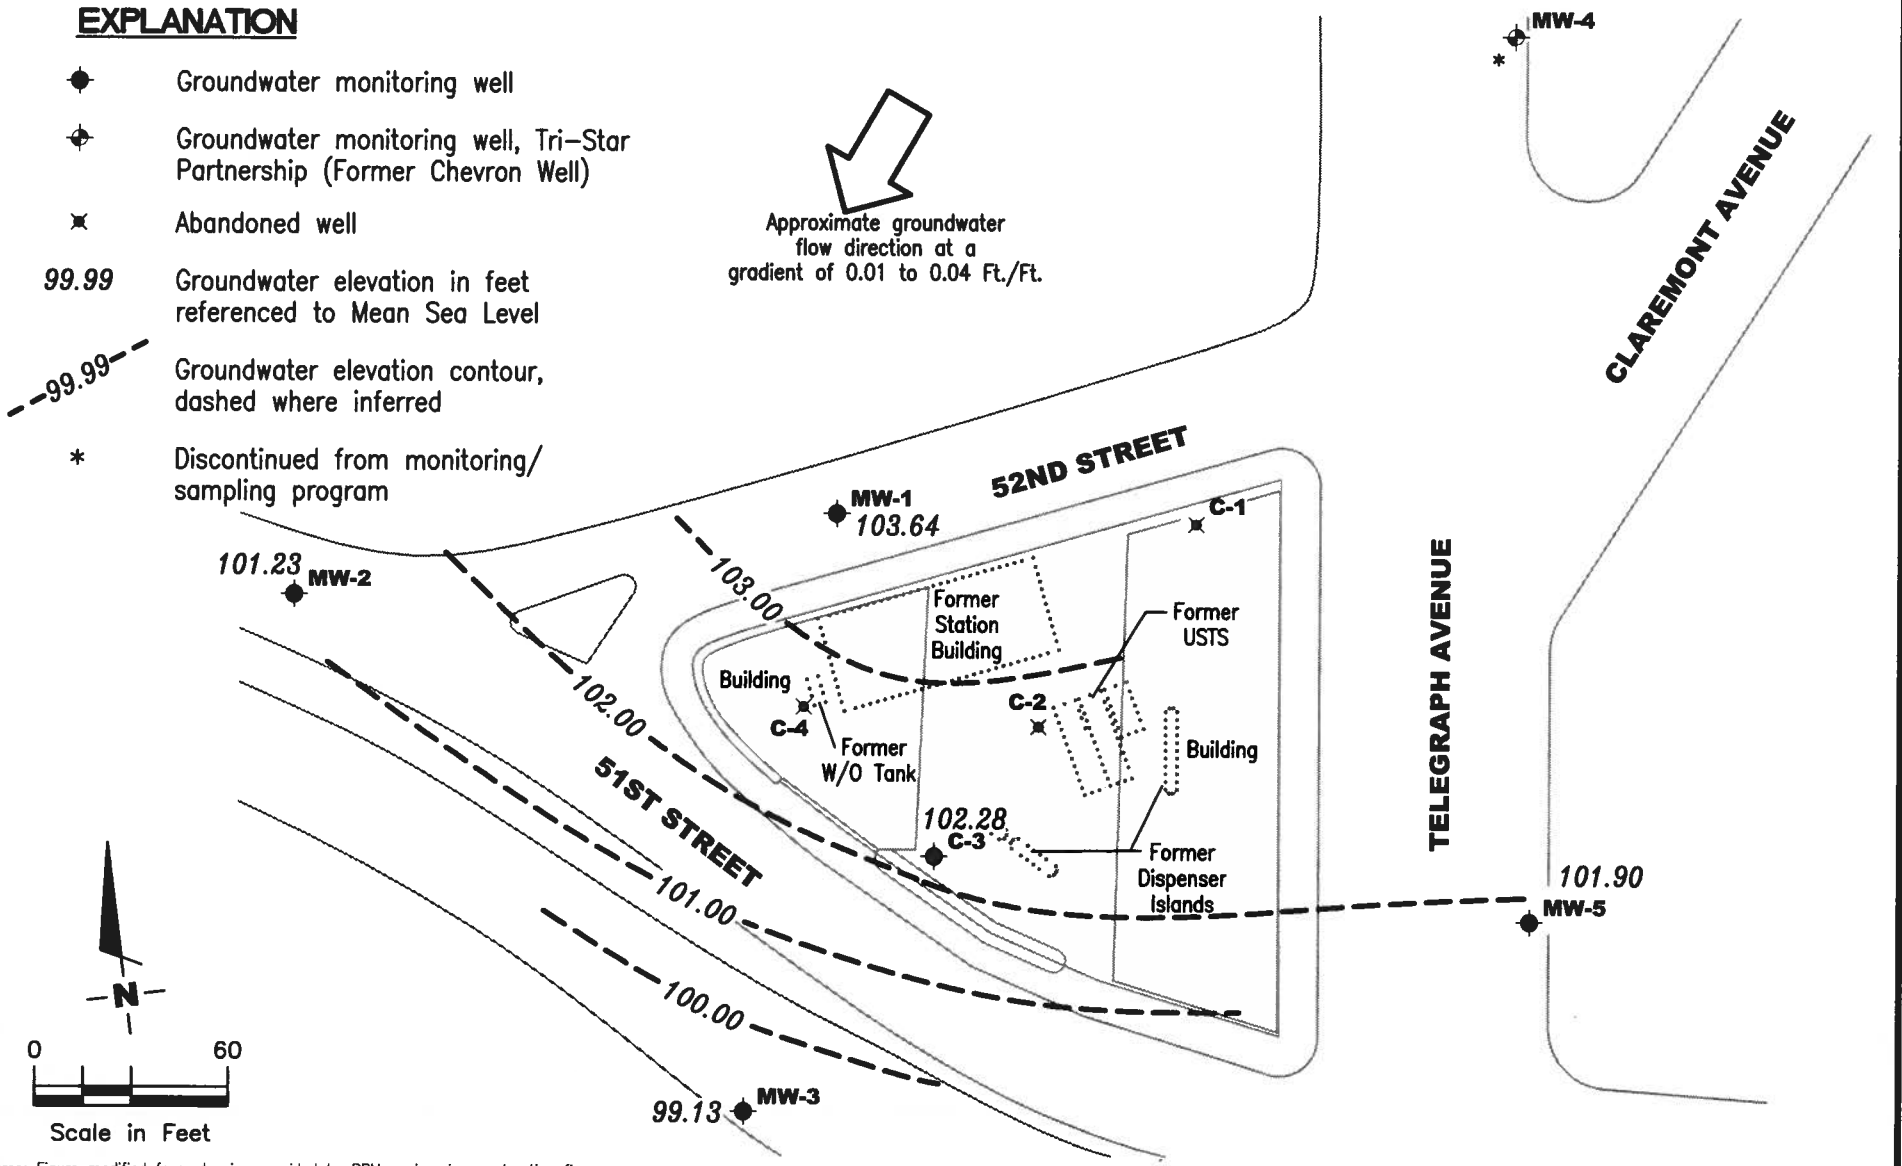 EXPLANATION
Groundwater monitoring well
Groundwater monitoring well, Tri-Star
Partnership (Former Chevron Well)
Abandoned well
99.99
Groundwater elevation in feet
referenced to Mean Sea Level
99.99
Groundwater elevation contour,
dashed where inferred
*
Discontinued from monitoring/
sampling program
Approximate groundwater
flow direction at a
gradient of 0.01 to 0.04 Ft./Ft.
MW-4
*
CLAREMONT AVENUE
52ND STREET
MW-1
103.64
C-1
101.23
MW-2
103.00
Former
Station
Building
Former
USTS
TELEGRAPH AVENUE
Building
102.00
C-2
C-4
Former
W/O Tank
Building
51ST STREET
102.28
C-3
Former
Dispenser
Islands
101.90
MW-5
101.00
100.00
99.13
MW-3
N
0 60
Scale in Feet